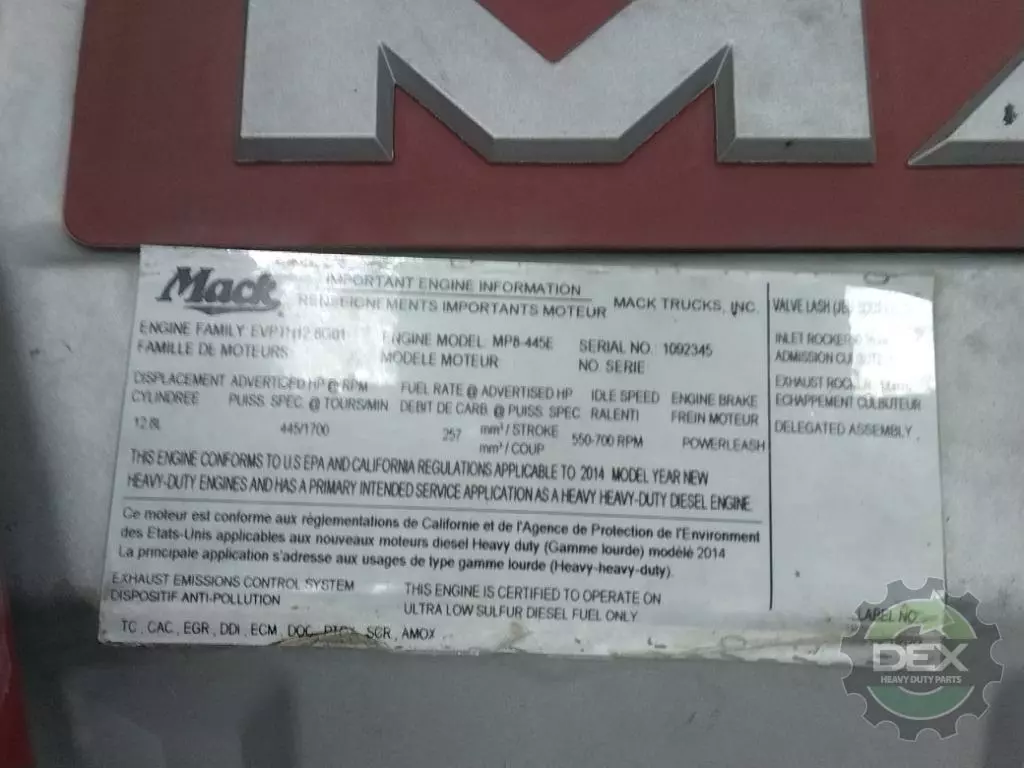 Mack
IMPORTANT ENGINE INFORMATION
RENSEIGNEMENTS IMPORTANTS MOTEUR
MACK TRUCKS, INC.
ENGINE FAMILY
FAMILLE DE MOTEURS
ENGINE MODEL MP8-445E
MODELE MOTEUR
SERIAL NO. 1092345
NO. SERIE
DISPLACEMENT
CYLINDREE
12.8L
ADVERTICED HP @ RPM
PUISS. SPEC. @ TOURS/MIN
445/1700
FUEL RATE @ ADVERTISED HP
DEBIT DE CARB. @ PUISS. SPEC
257 mm³ / STROKE
mm³ / COUP
IDLE SPEED
RALENTI
550-700 RPM
ENGINE BRAKE
FREIN MOTEUR
POWERLEASH
THIS ENGINE CONFORMS TO U.S EPA AND CALIFORNIA REGULATIONS APPLICABLE TO 2014 MODEL YEAR NEW
HEAVY-DUTY ENGINES AND HAS A PRIMARY INTENDED SERVICE APPLICATION AS A HEAVY HEAVY-DUTY DIESEL ENGINE.
Ce moteur est conforme aux réglementations de Californie et de l'Agence de Protection de l'Environment
des Etats-Unis applicables aux nouveaux moteurs diesel Heavy duty (Gamme lourde) modèle 2014
La principale application s'adresse aux usages de type gamme lourde (Heavy-heavy-duty).
EXHAUST EMISSIONS CONTROL SYSTEM
DISPOSITIF ANTI-POLLUTION
THIS ENGINE IS CERTIFIED TO OPERATE ON
ULTRA LOW SULFUR DIESEL FUEL ONLY.
TC , CAC , EGR , DDI , ECM , DOC , SCR , AMOX
VALVE LASH
INLET ROCKER
ADMISSION
EXHAUST
ECHAPPEMENT CULBUTEUR
DELEGATED ASSEMBLY
LABEL NO
DEX
HEAVY DUTY PARTS